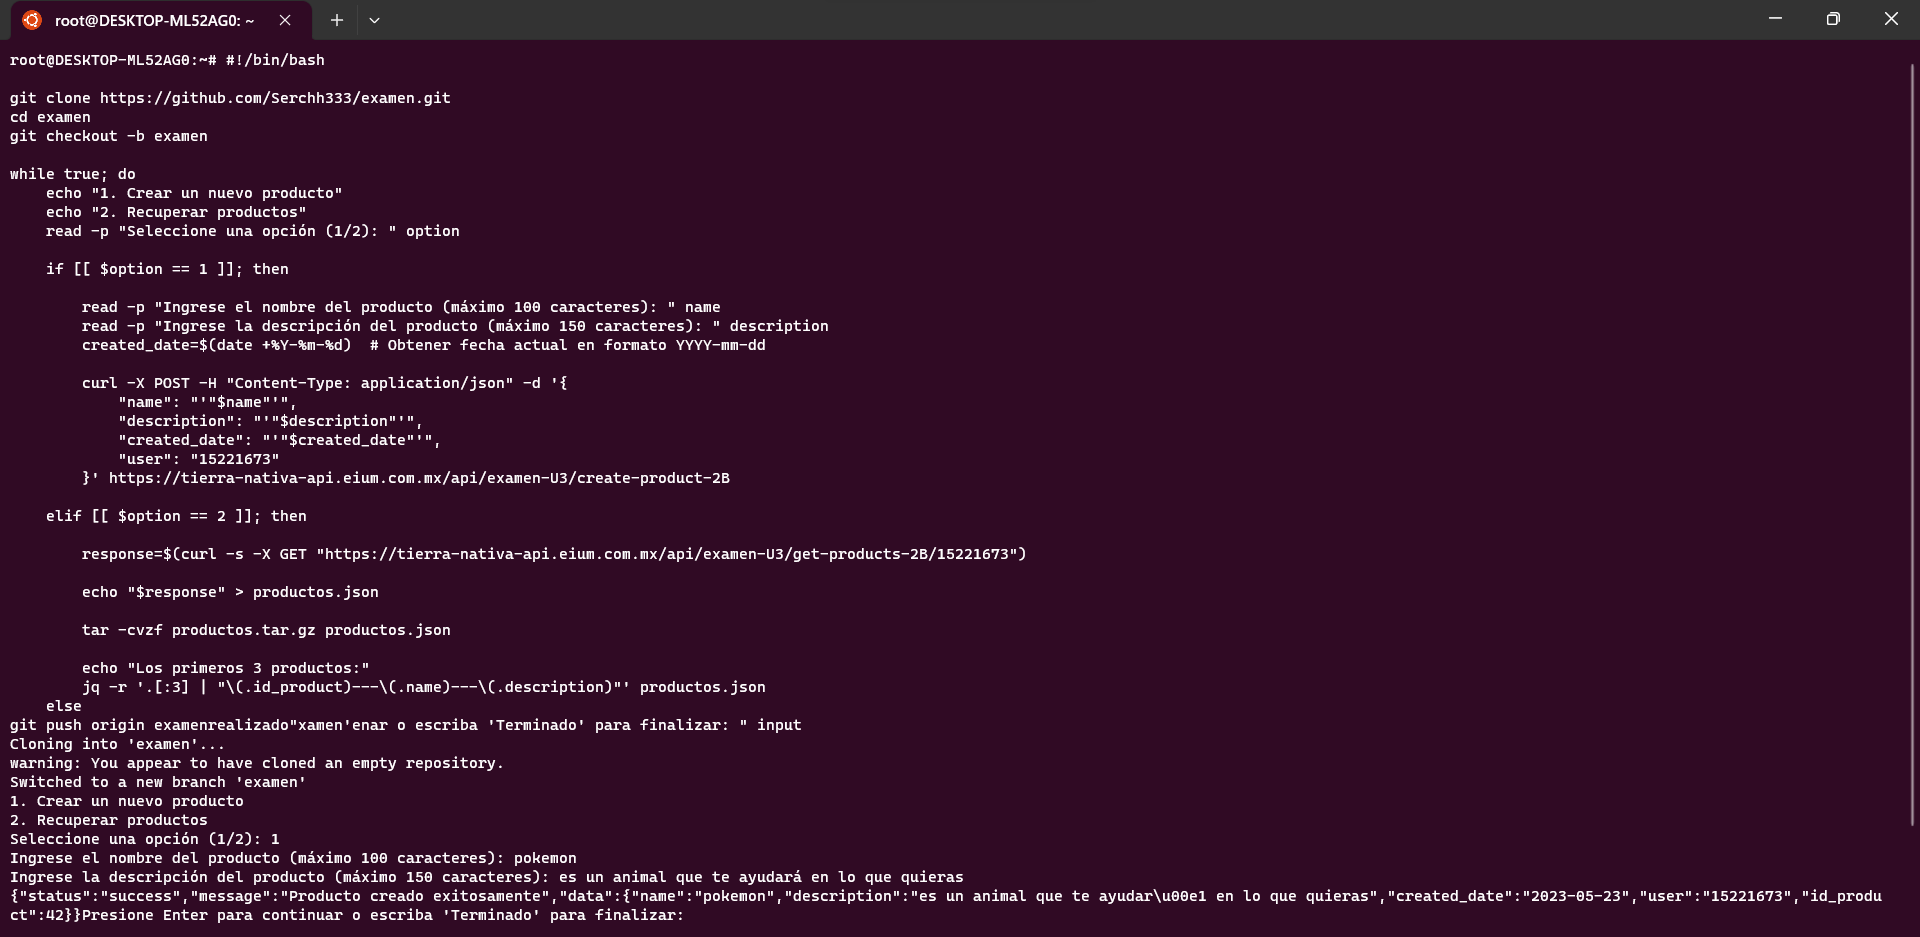 root@DESKTOP-ML52AG0: ~
root@DESKTOP-ML52AG0:~# #!/bin/bash
git clone https://github.com/Serchh333/examen.git
cd examen
git checkout -b examen
while true; do
    echo "1. Crear un nuevo producto"
    echo "2. Recuperar productos"
    read -p "Seleccione una opción (1/2): " option
    if [[ $option == 1 ]]; then
        read -p "Ingrese el nombre del producto (máximo 100 caracteres): " name
        read -p "Ingrese la descripción del producto (máximo 150 caracteres): " description
        created_date=$(date +%Y-%m-%d)  # Obtener fecha actual en formato YYYY-mm-dd
        curl -X POST -H "Content-Type: application/json" -d '{
            "name": "'"$name"'",
            "description": "'"$description"'",
            "created_date": "'"$created_date"'",
            "user": "15221673"
        }' https://tierra-nativa-api.eium.com.mx/api/examen-U3/create-product-2B
    elif [[ $option == 2 ]]; then
        response=$(curl -s -X GET "https://tierra-nativa-api.eium.com.mx/api/examen-U3/get-products-2B/15221673")
        echo "$response" > productos.json
        tar -cvzf productos.tar.gz productos.json
        echo "Los primeros 3 productos:"
        jq -r '.[:3] | "\(.id_product)---\(.name)---\(.description)"' productos.json
    else
git push origin examenrealizado"xamen'enar o escriba 'Terminado' para finalizar: " input
Cloning into 'examen'...
warning: You appear to have cloned an empty repository.
Switched to a new branch 'examen'
1. Crear un nuevo producto
2. Recuperar productos
Seleccione una opción (1/2): 1
Ingrese el nombre del producto (máximo 100 caracteres): pokemon
Ingrese la descripción del producto (máximo 150 caracteres): es un animal que te ayudará en lo que quieras
{"status":"success","message":"Producto creado exitosamente","data":{"name":"pokemon","description":"es un animal que te ayudar\u00e1 en lo que quieras","created_date":"2023-05-23","user":"15221673","id_produ
ct":42}}Presione Enter para continuar o escriba 'Terminado' para finalizar: